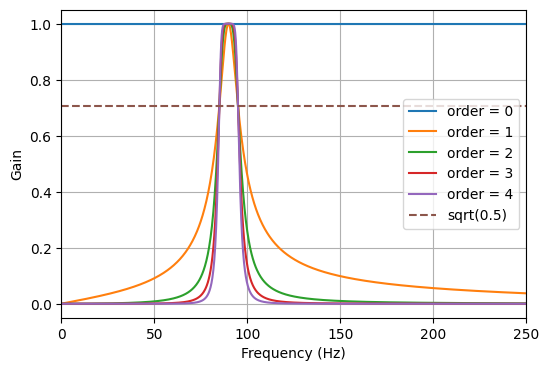 1.0
0.8
0.6
0.4
0.2
0.0
Gain
order = 0
order = 1
order = 2
order = 3
order = 4
sqrt(0.5)
0 50 100 150 200 250
Frequency (Hz)